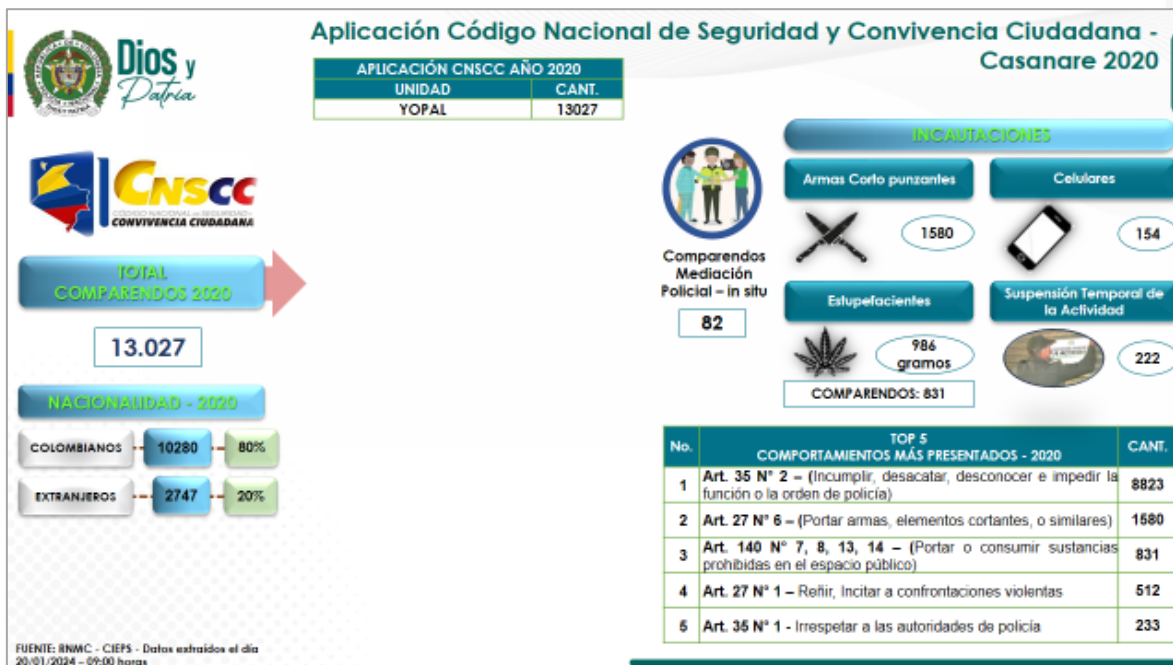 Aplicación Código Nacional de Seguridad y Convivencia Ciudadana -
Casanare 2020
Dios y
Patria
APLICACIÓN CNSCC AÑO 2020
UNIDAD CANT.
YOPAL 13027
CNSCC
CÓDIGO NACIONAL DE SEGURIDAD Y
CONVIVENCIA CIUDADANA
TOTAL
COMPARENDOS 2020
13.027
NACIONALIDAD - 2020
COLOMBIANOS 10280 80%
EXTRANJEROS 2747 20%
Comparendos
Mediación
Policial – in situ
82
INCAUTACIONES
Armas Corto punzantes
1580
Celulares
154
Estupefacientes
986
gramos
COMPARENDOS: 831
Suspensión Temporal de
la Actividad
222
No. TOP 5
COMPORTAMIENTOS MÁS PRESENTADOS - 2020 CANT.
1 Art. 35 N° 2 – (Incumplir, desacatar, desconocer e impedir la
función o la orden de policía) 8823
2 Art. 27 N° 6 – (Portar armas, elementos cortantes, o similares) 1580
3 Art. 140 N° 7, 8, 13, 14 – (Portar o consumir sustancias
prohibidas en el espacio público) 831
4 Art. 27 N° 1 – Reñir, Incitar a confrontaciones violentas 512
5 Art. 35 N° 1 - Irrespetar a las autoridades de policía 233
FUENTE: RNMC - CIEPS - Datos extraídos el día
20/01/2024 – 09:00 horas